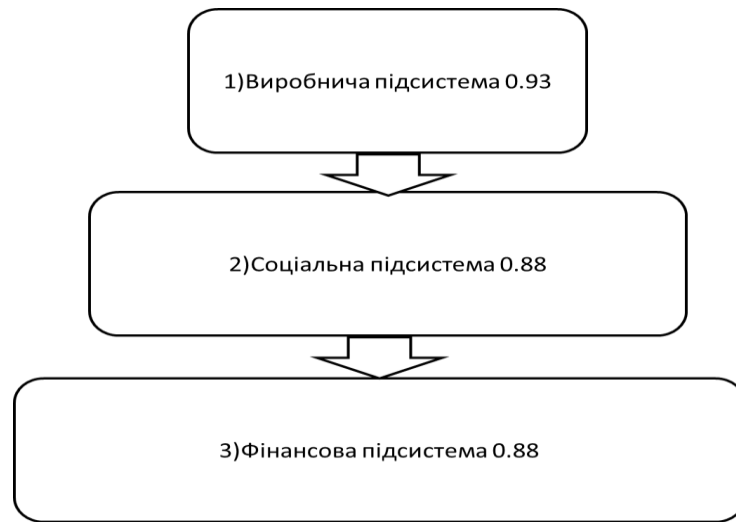 1)Виробнича підсистема 0.93
2)Соціальна підсистема 0.88
3)Фінансова підсистема 0.88